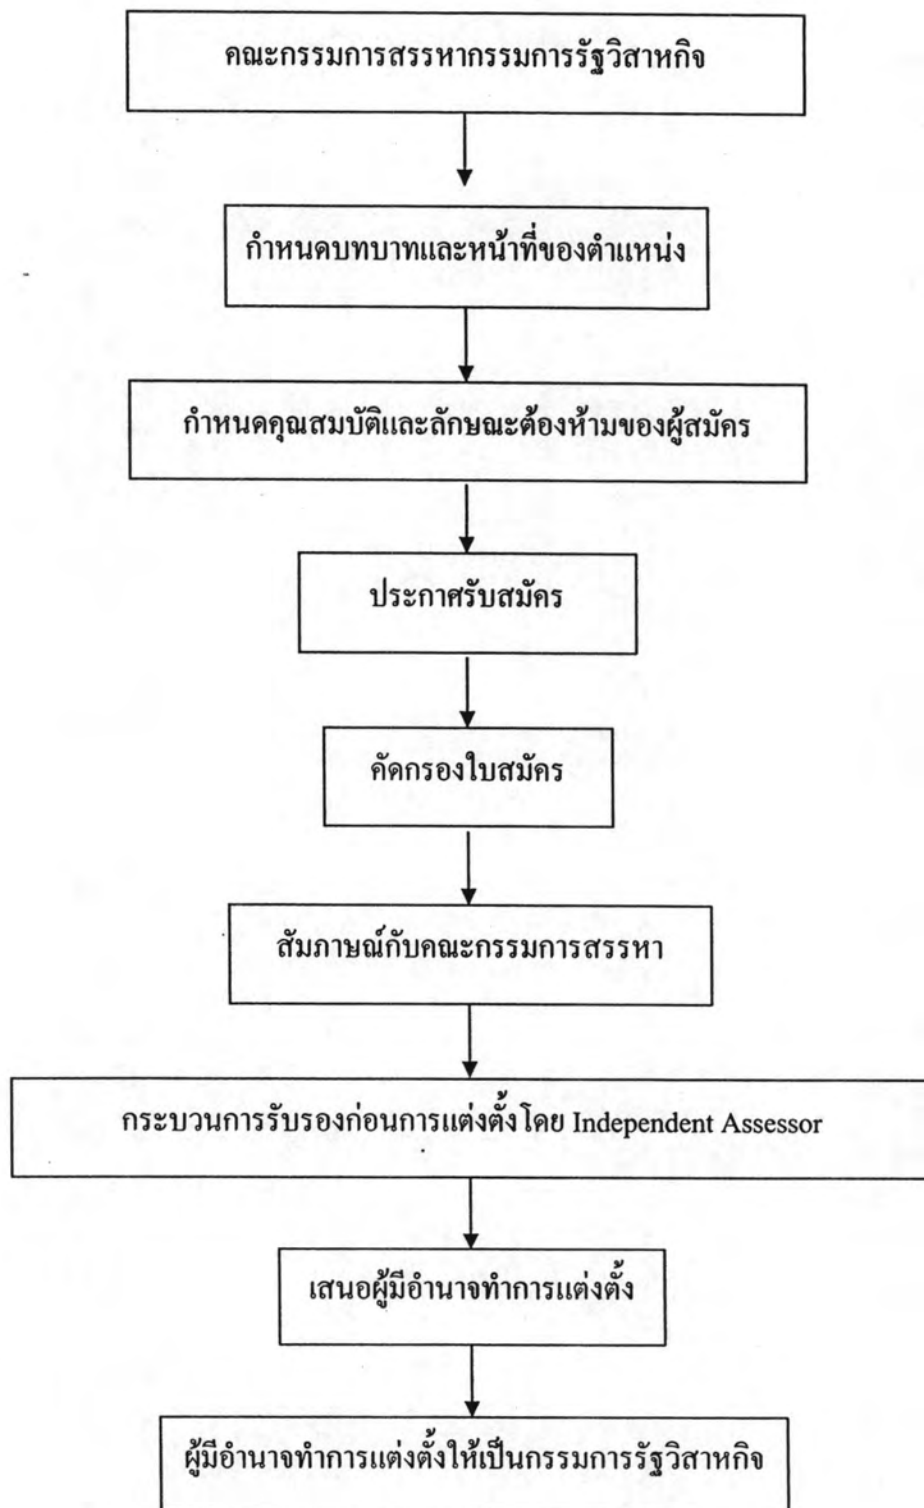 คณะกรรมการสรรหากรรมการรัฐวิสาหกิจ
กำหนดบทบาทและหน้าที่ของตำแหน่ง
กำหนดคุณสมบัติและลักษณะต้องห้ามของผู้สมัคร
ประกาศรับสมัคร
คัดกรองใบสมัคร
สัมภาษณ์กับคณะกรรมการสรรหา
กระบวนการรับรองก่อนการแต่งตั้งโดย Independent Assessor
เสนอผู้มีอำนาจทำการแต่งตั้ง
ผู้มีอำนาจทำการแต่งตั้งให้เป็นกรรมการรัฐวิสาหกิจ